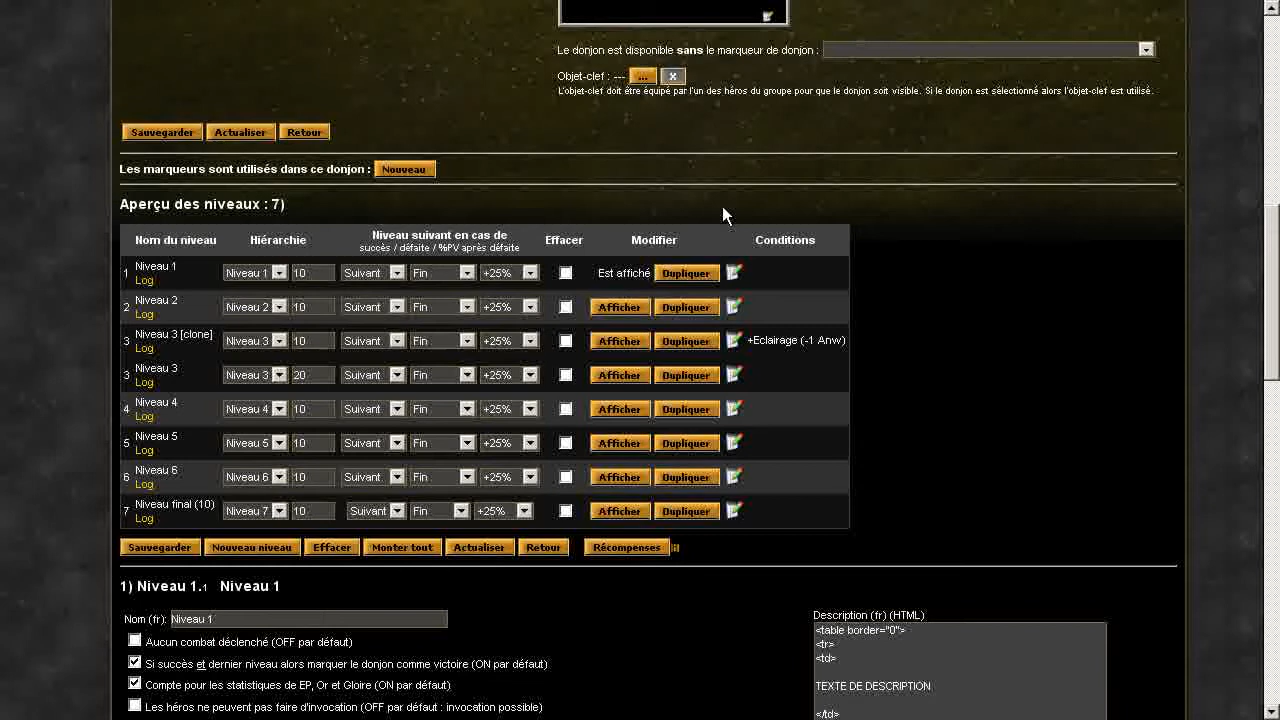 Le donjon est disponible sans le marqueur de donjon :
Objet-clef : --- ... x
L'objet-clef doit être équipé par l'un des héros du groupe pour que le donjon soit visible. Si le donjon est sélectionné alors l'objet-clef est utilisé.
Sauvegarder Actualiser Retour
Les marqueurs sont utilisés dans ce donjon : Nouveau
Aperçu des niveaux : 7)
Nom du niveau Hiérarchie Niveau suivant en cas de succès / défaite / %PV après défaite Effacer Modifier Conditions
1 Niveau 1 Log Niveau 1 10 Suivant Fin +25% Est affiché Dupliquer
2 Niveau 2 Log Niveau 2 10 Suivant Fin +25% Afficher Dupliquer
3 Niveau 3 [clone] Log Niveau 3 10 Suivant Fin +25% Afficher Dupliquer +Eclairage (-1 Anw)
3 Niveau 3 Log Niveau 3 20 Suivant Fin +25% Afficher Dupliquer
4 Niveau 4 Log Niveau 4 10 Suivant Fin +25% Afficher Dupliquer
5 Niveau 5 Log Niveau 5 10 Suivant Fin +25% Afficher Dupliquer
6 Niveau 6 Log Niveau 6 10 Suivant Fin +25% Afficher Dupliquer
7 Niveau final (10) Log Niveau 7 10 Suivant Fin +25% Afficher Dupliquer
Sauvegarder Nouveau niveau Effacer Monter tout Actualiser Retour Récompenses
1) Niveau 1.1 Niveau 1
Nom (fr): Niveau 1
Aucun combat déclenché (OFF par défaut)
Si succès et dernier niveau alors marquer le donjon comme victoire (ON par défaut)
Compte pour les statistiques de EP, Or et Gloire (ON par défaut)
Les héros ne peuvent pas faire d'invocation (OFF par défaut : invocation possible)
Description (fr) (HTML)
<table border="0">
<tr>
<td>
TEXTE DE DESCRIPTION
</td>